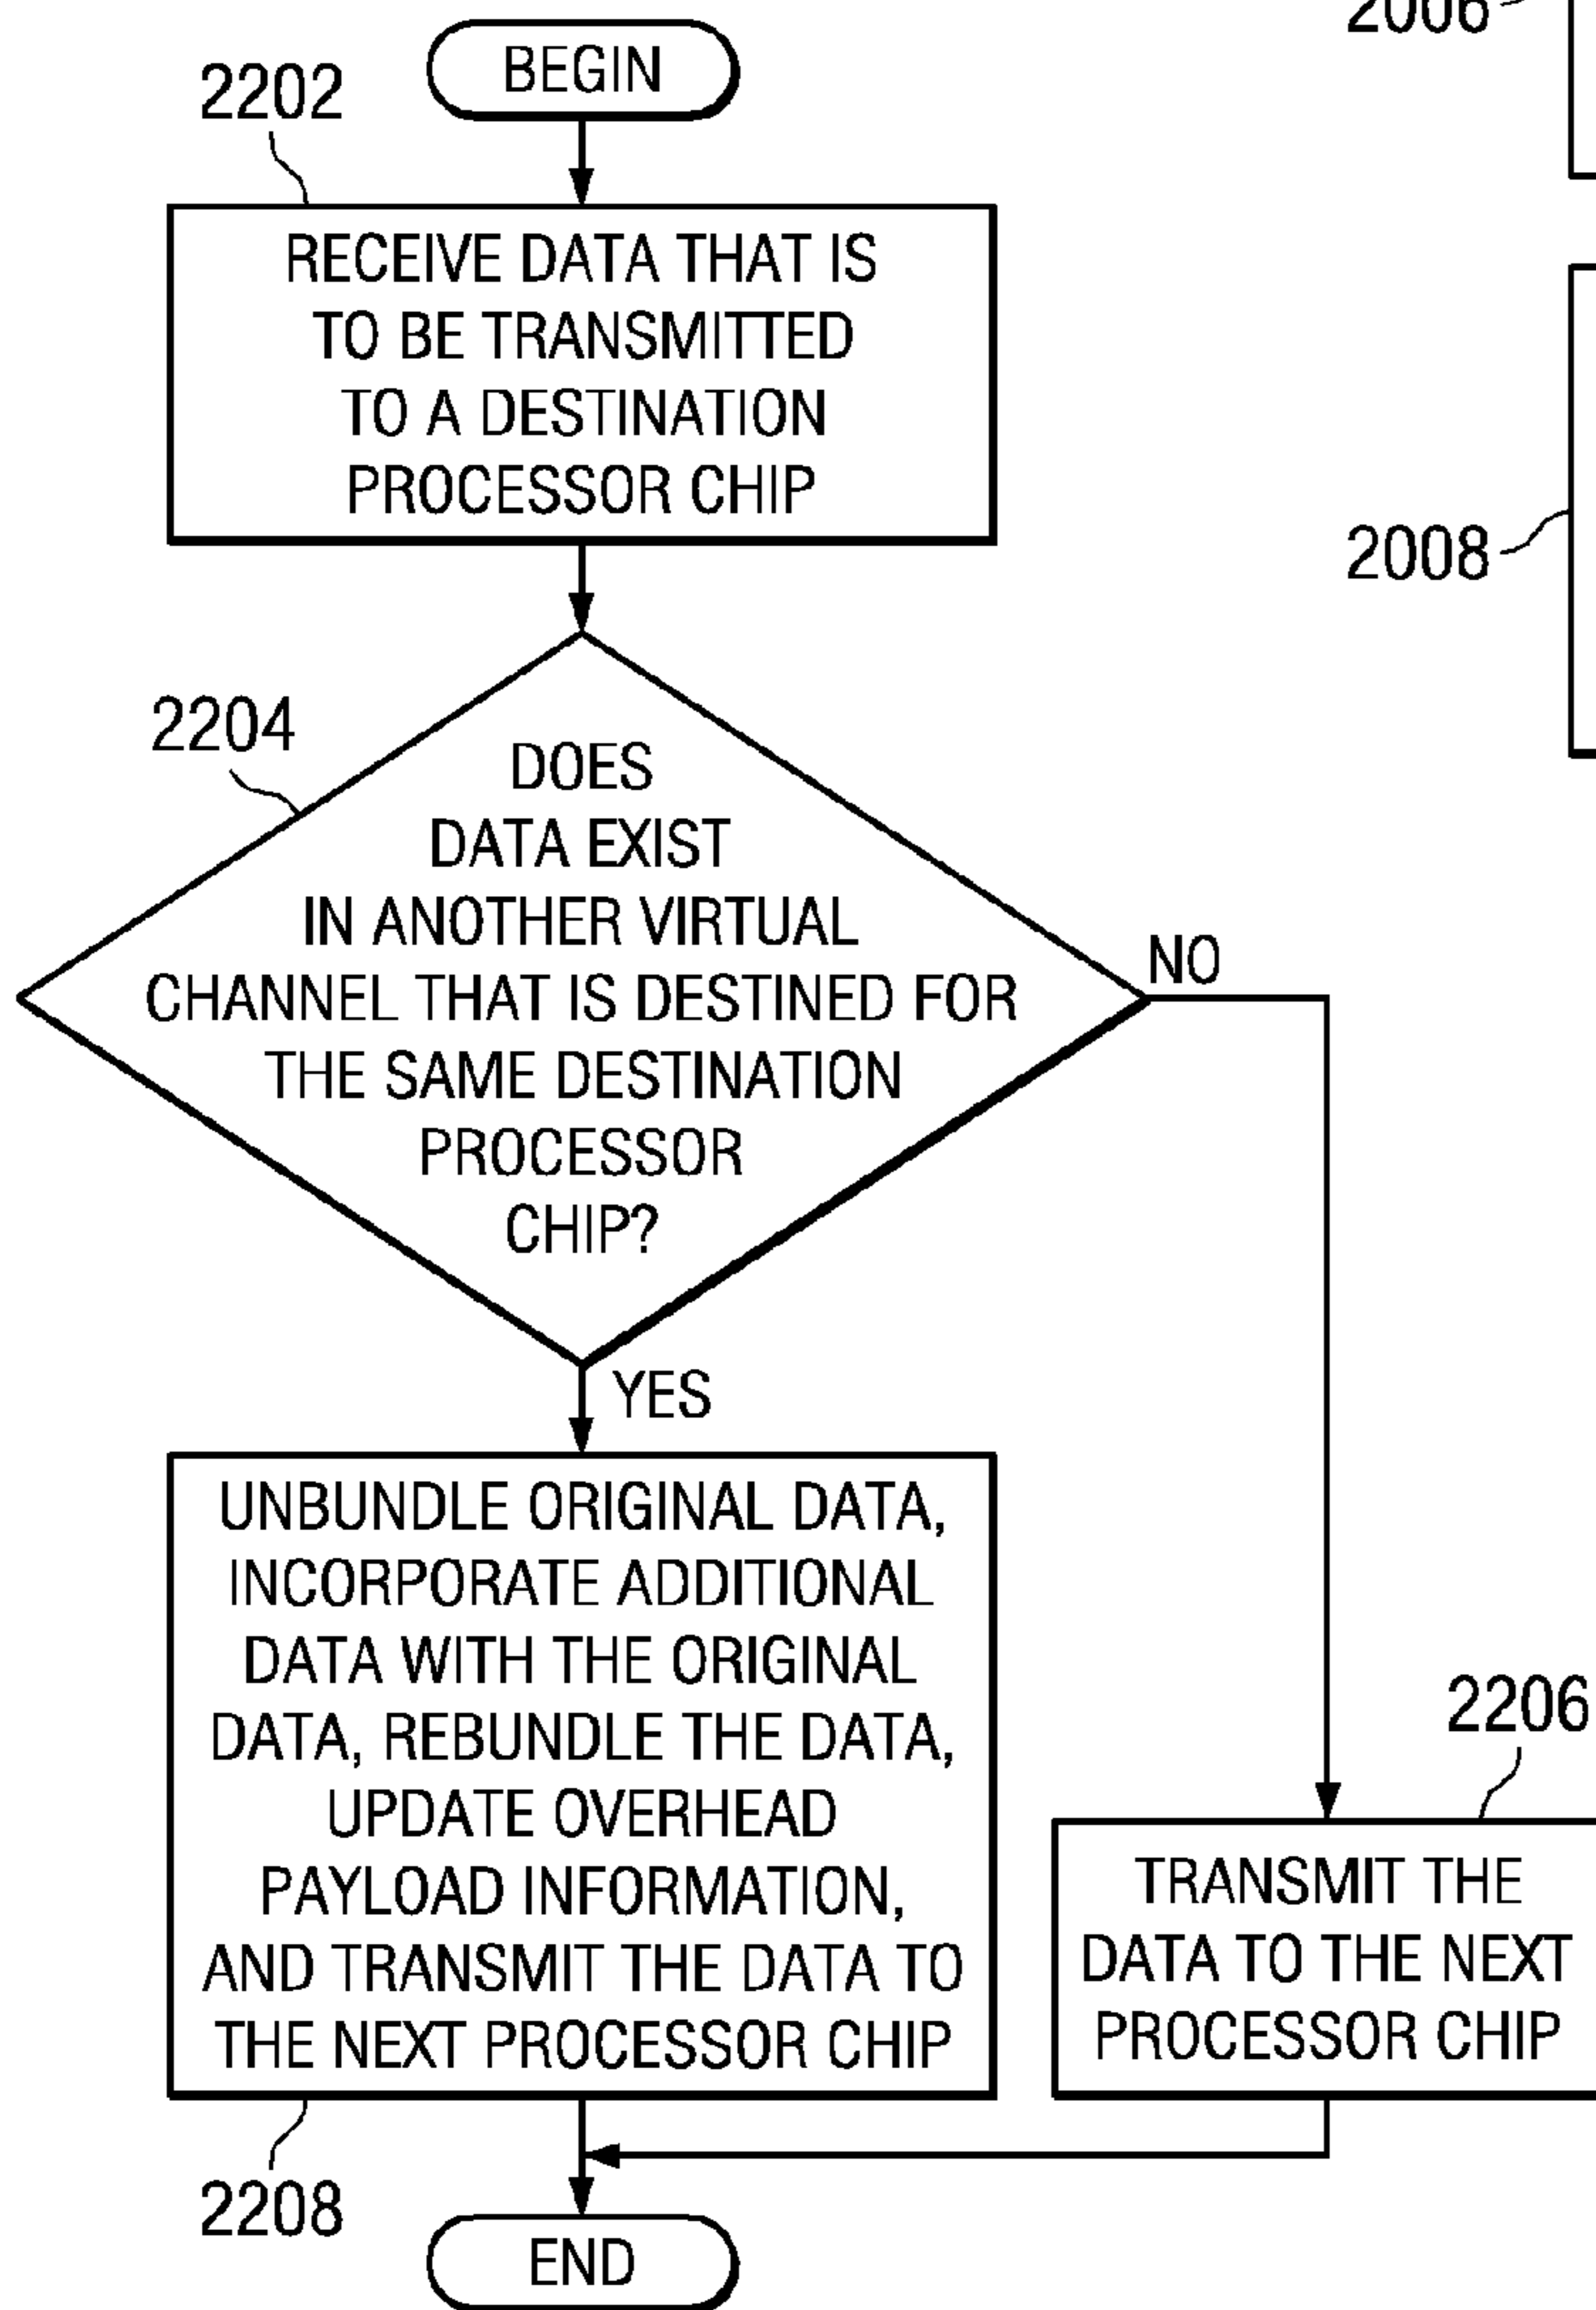 BEGIN
2202
RECEIVE DATA THAT IS
TO BE TRANSMITTED
TO A DESTINATION
PROCESSOR CHIP
2204
DOES
DATA EXIST
IN ANOTHER VIRTUAL
CHANNEL THAT IS DESTINED FOR
THE SAME DESTINATION
PROCESSOR
CHIP?
NO
YES
UNBUNDLE ORIGINAL DATA,
INCORPORATE ADDITIONAL
DATA WITH THE ORIGINAL
DATA, REBUNDLE THE DATA,
UPDATE OVERHEAD
PAYLOAD INFORMATION,
AND TRANSMIT THE DATA TO
THE NEXT PROCESSOR CHIP
2208
2206
TRANSMIT THE
DATA TO THE NEXT
PROCESSOR CHIP
END
2006
2008